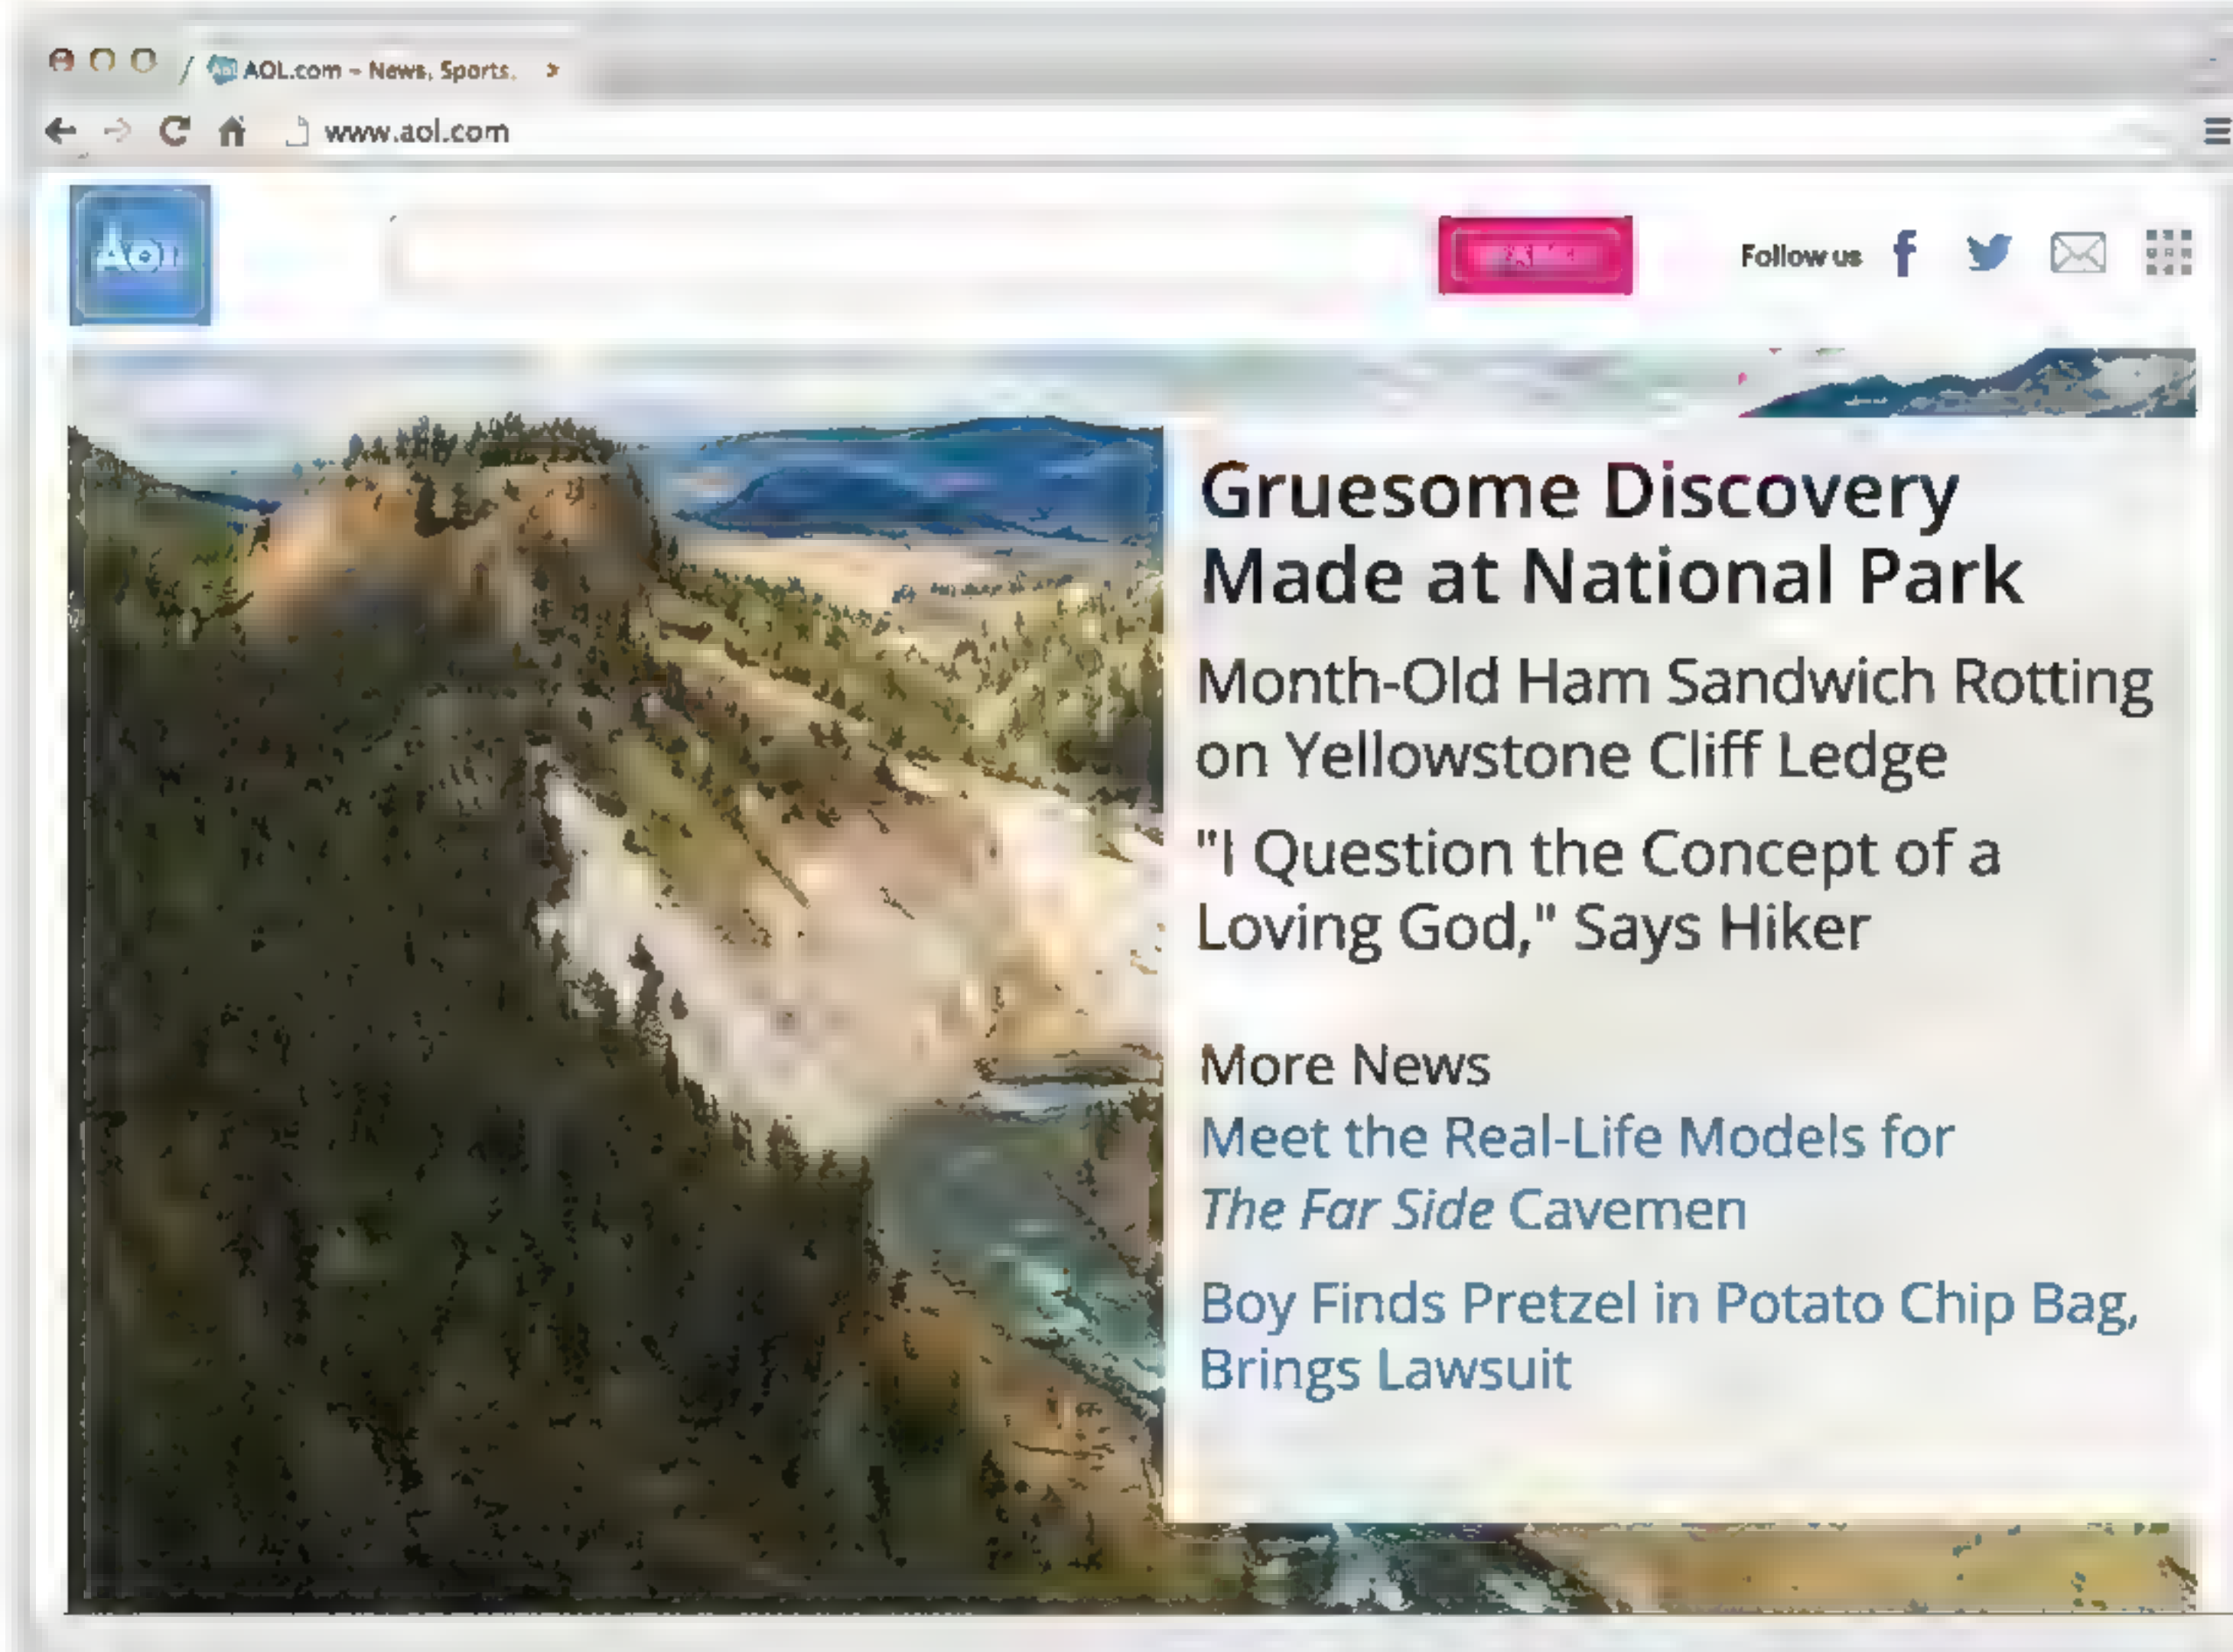 AOL.com - News, Sports,
www.aol.com
Aol
Follow us
Gruesome Discovery
Made at National Park
Month-Old Ham Sandwich Rotting
on Yellowstone Cliff Ledge
"I Question the Concept of a
Loving God," Says Hiker
More News
Meet the Real-Life Models for
The Far Side Cavemen
Boy Finds Pretzel in Potato Chip Bag,
Brings Lawsuit